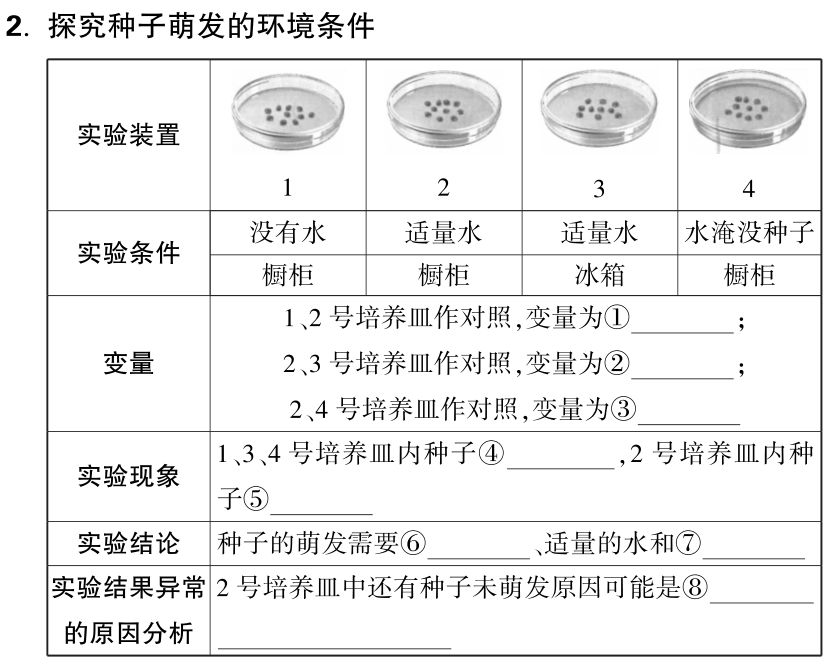 2. 探究种子萌发的环境条件
实验装置
1
2
3
4
实验条件
没有水
适量水
适量水
水淹没种子
橱柜
橱柜
冰箱
橱柜
变量
1、2 号培养皿作对照,变量为①________;
2、3 号培养皿作对照,变量为②________;
2、4 号培养皿作对照,变量为③________
实验现象
1、3、4 号培养皿内种子④________,2 号培养皿内种
子⑤________
实验结论
种子的萌发需要⑥________、适量的水和⑦________
实验结果异常
的原因分析
2 号培养皿中还有种子未萌发原因可能是⑧________
__________________